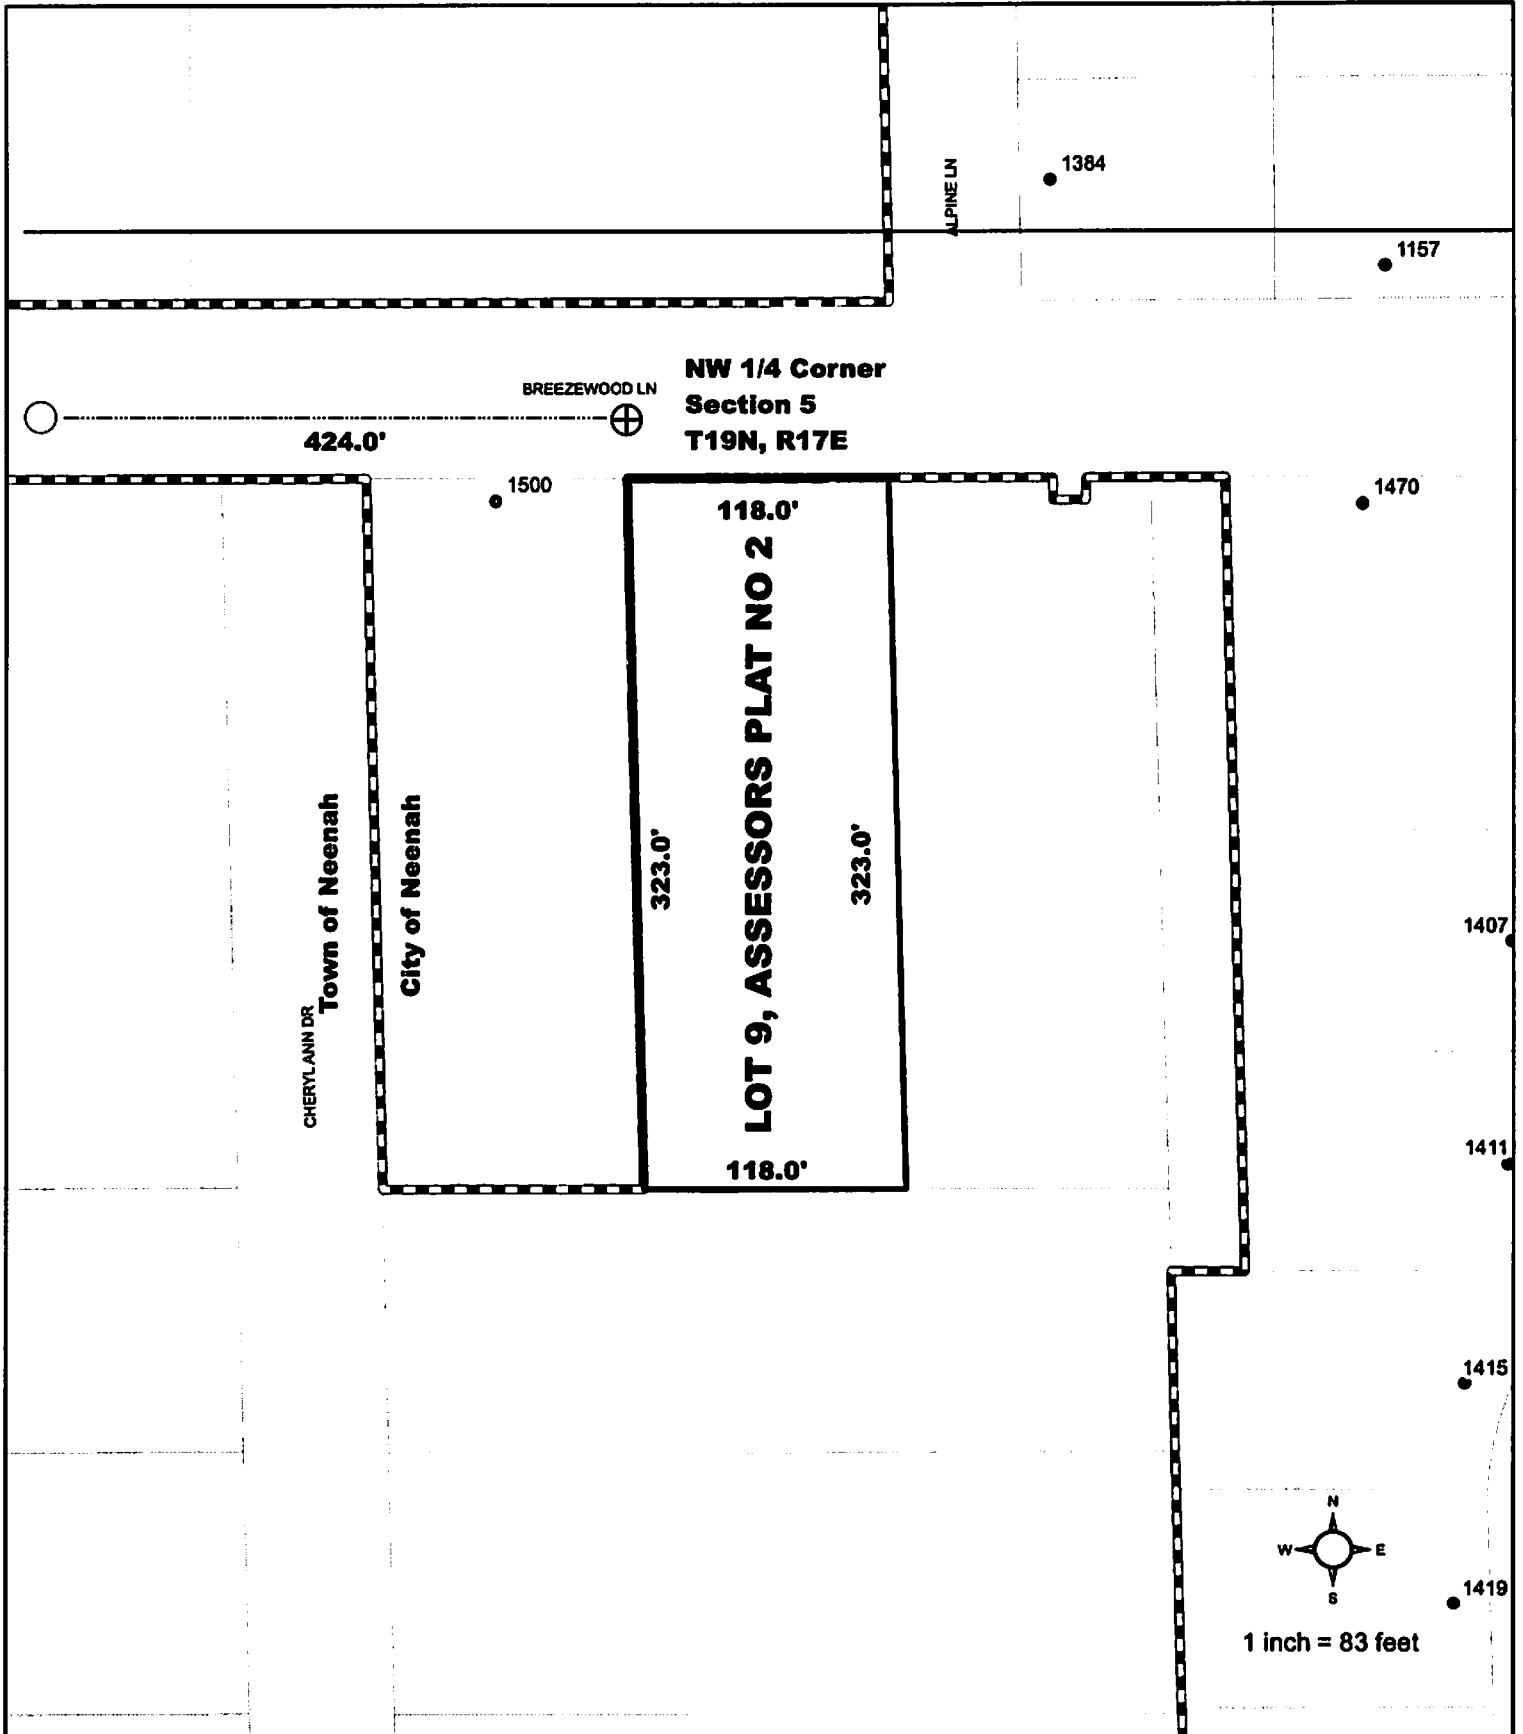 ALPINE LN
1384
1157
BREEZEWOOD LN
NW 1/4 Corner
Section 5
T19N, R17E
424.0'
1500
118.0'
1470
LOT 9, ASSESSORS PLAT NO 2
323.0'
323.0'
Town of Neenah
City of Neenah
CHERYL ANN DR
1407
1411
118.0'
1415
N
W
E
S
1419
1 inch = 83 feet